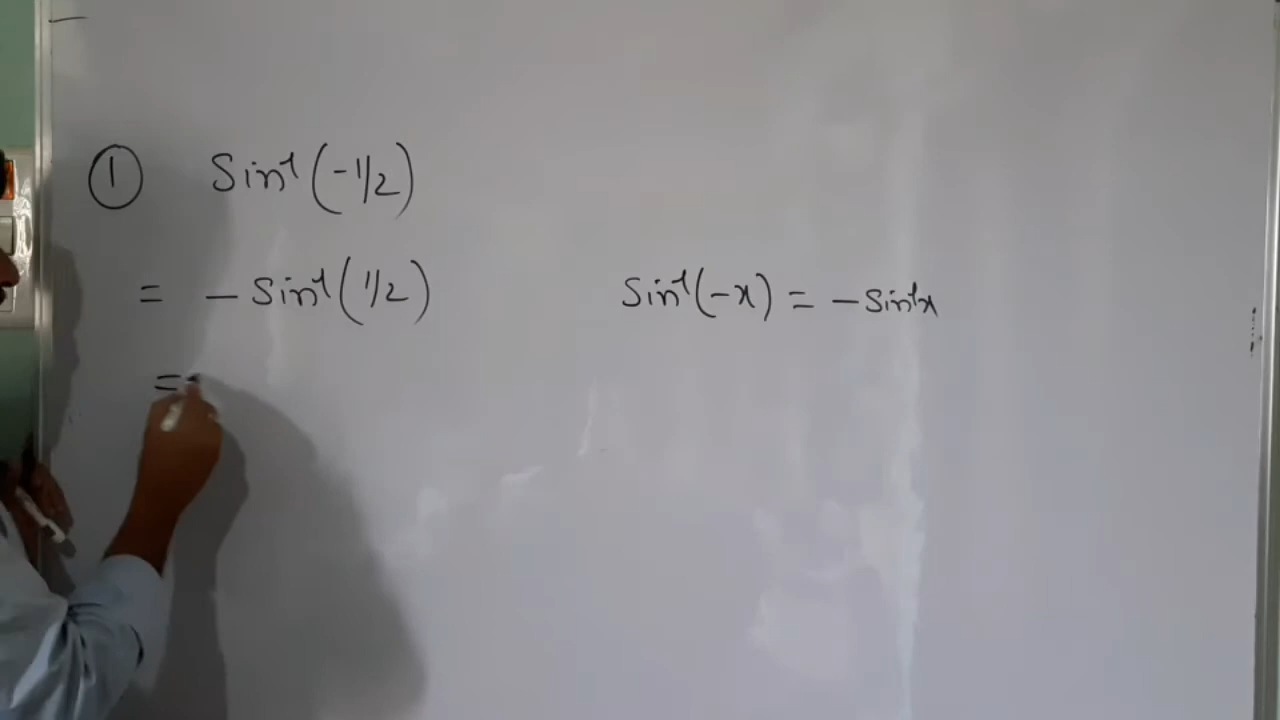 ① Sin⁻¹(-1/2)
= - Sin⁻¹(1/2) Sin⁻¹(-x) = - Sin⁻¹x
= -